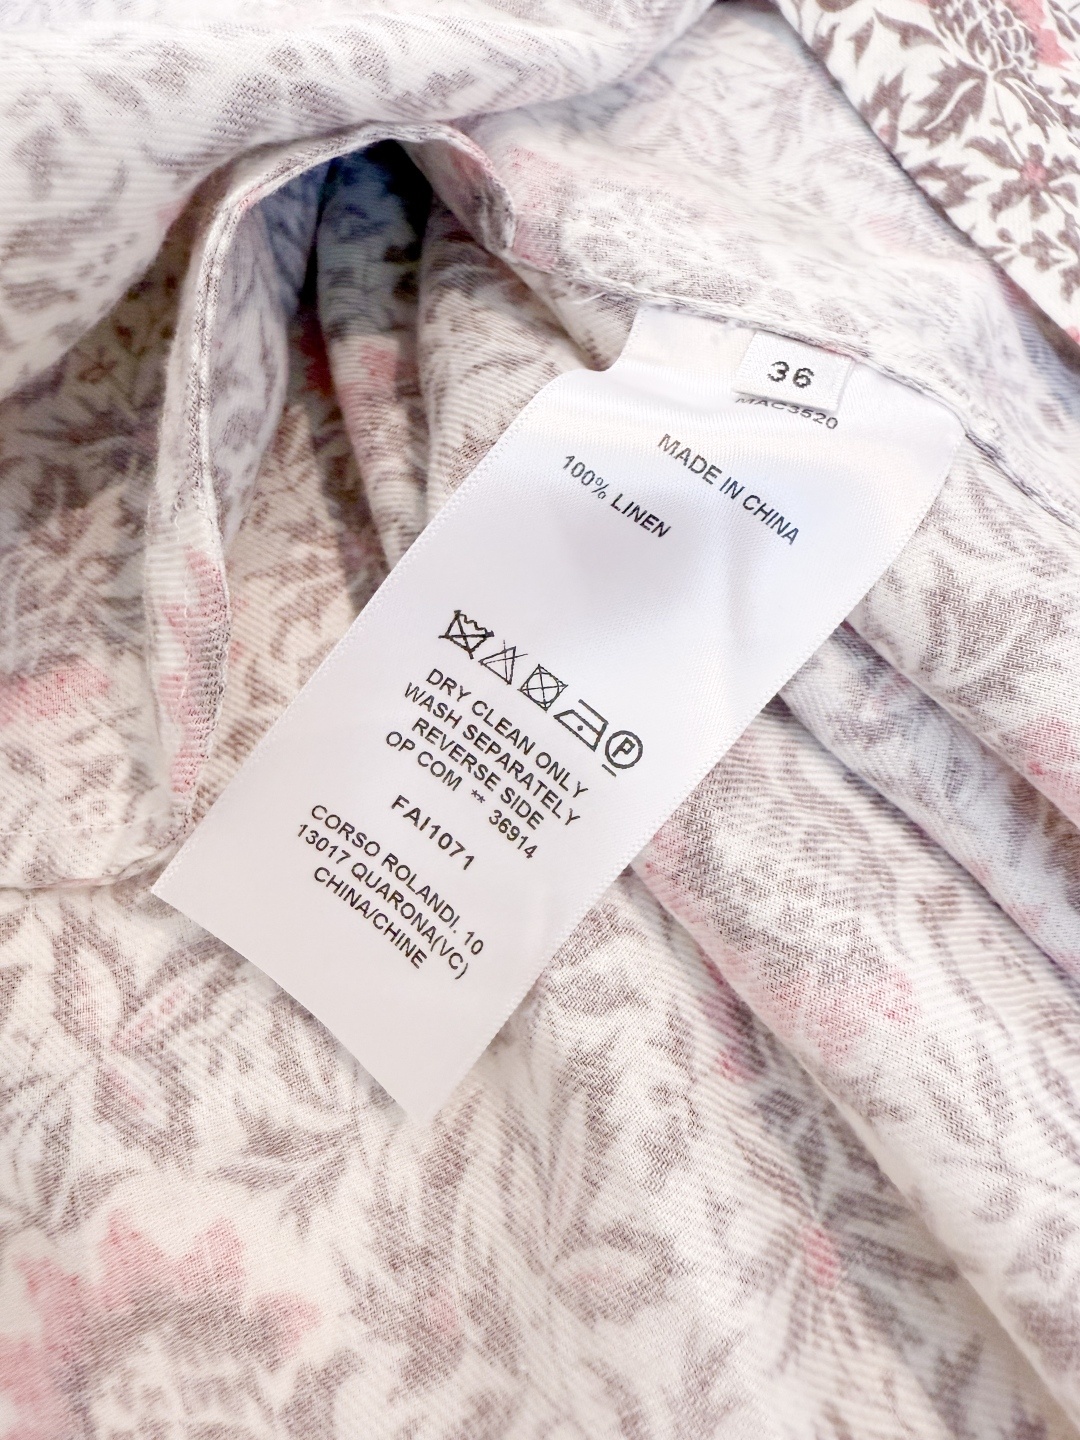 36
MAC3520
MADE IN CHINA
100% LINEN
P
DRY CLEAN ONLY
WASH SEPARATELY
REVERSE SIDE
OP COM ** 36914
FAI1071
CORSO ROLANDI, 10
13017 QUARONA(VC)
CHINA/CHINE